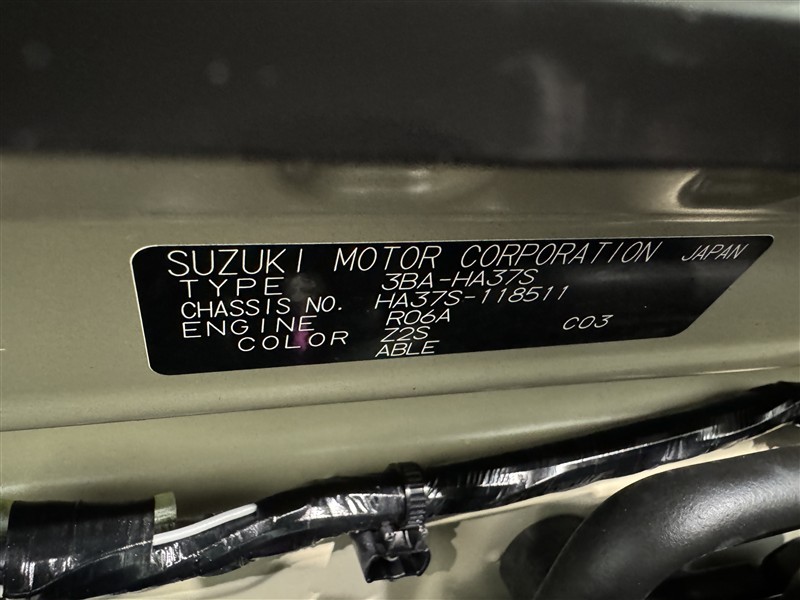 SUZUKI MOTOR CORPORATION JAPAN
TYPE 3BA-HA37S
CHASSIS NO. HA37S-118511
ENGINE R06A C03
COLOR Z2S
ABLE